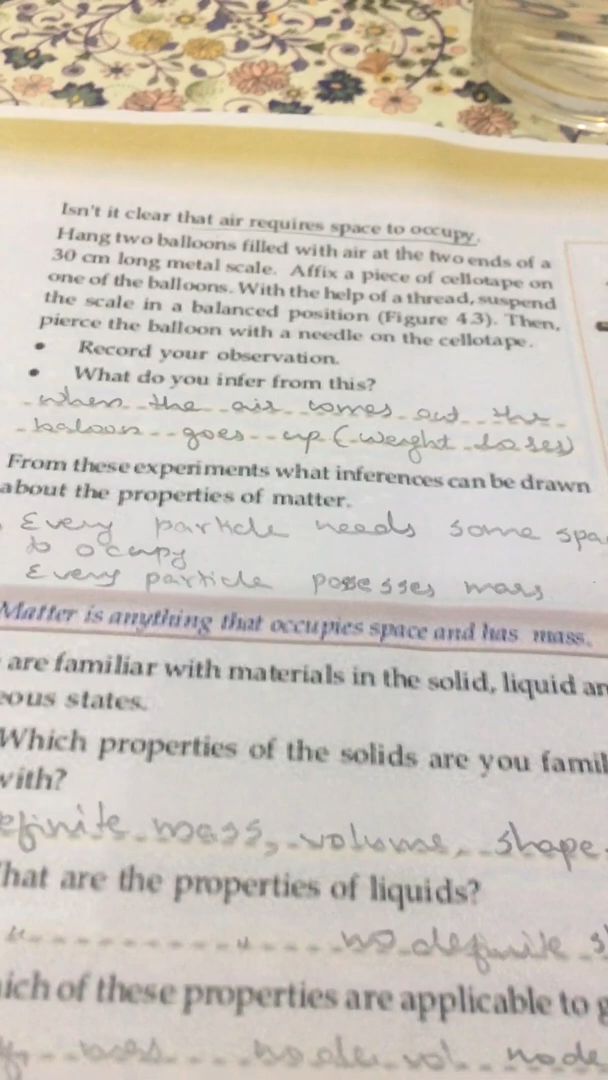 Isn't it clear that air requires space to occupy.
Hang two balloons filled with air at the two ends of a
30 cm long metal scale. Affix a piece of cellotape on
one of the balloons. With the help of a thread, suspend
the scale in a balanced position (Figure 4.3). Then,
pierce the balloon with a needle on the cellotape.
• Record your observation.
• What do you infer from this?
when the air comes out the
baloon goes up (weight loses)
From these experiments what inferences can be drawn
about the properties of matter.
Every particle needs some spa
to occupy
Every particle possesses mass
Matter is anything that occupies space and has mass.
are familiar with materials in the solid, liquid an
eous states.
Which properties of the solids are you famil
with?
efinite mass, volume, shape.
hat are the properties of liquids?
" " no definite s
ich of these properties are applicable to g
mass no de. vol no de